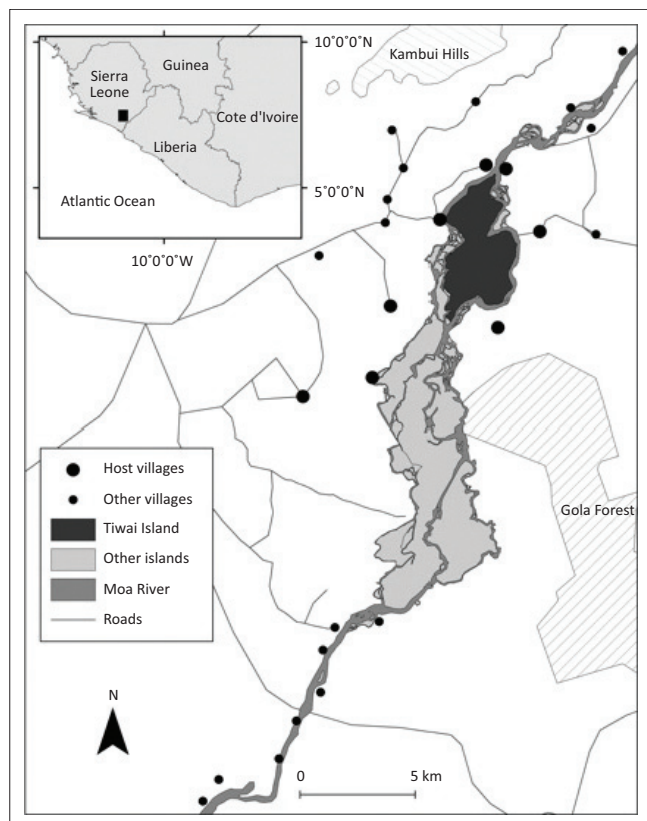 10°0'0"N
Kambui Hills
Guinea
Sierra
Leone
Cote d'Ivoire
Liberia
5°0'0"N
Atlantic Ocean
10°0'0"W
Host villages
Other villages
Tiwai Island
Other islands
Moa River
Roads
Gola Forest
N
0 5 km